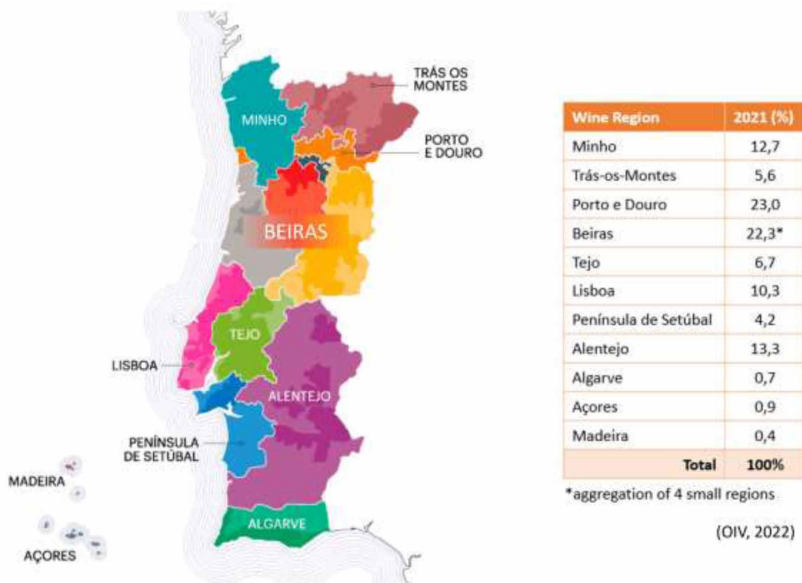 TRÁS OS
MONTES
MINHO
PORTO
E DOURO
BEIRAS
TEJO
LISBOA
ALENTEJO
PENÍNSULA
DE SETÚBAL
MADEIRA
ALGARVE
AÇORES
Wine Region 2021 (%)
Minho 12,7
Trás-os-Montes 5,6
Porto e Douro 23,0
Beiras 22,3*
Tejo 6,7
Lisboa 10,3
Península de Setúbal 4,2
Alentejo 13,3
Algarve 0,7
Açores 0,9
Madeira 0,4
Total 100%
*aggregation of 4 small regions
(OIV, 2022)